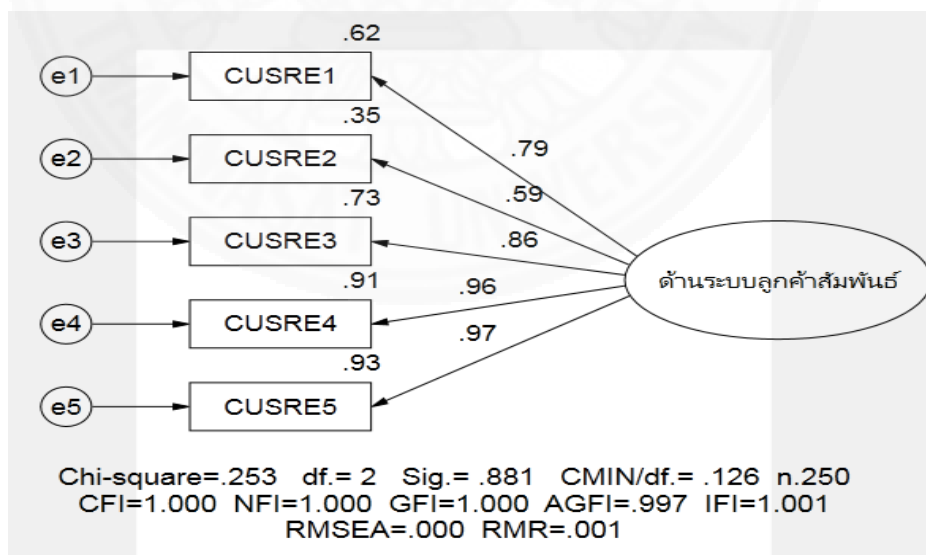 .62
e1 CUSRE1
.79
.35
e2 CUSRE2
.59
.73
e3 CUSRE3
.86
ด้านระบบลูกค้าสัมพันธ์
.91
e4 CUSRE4
.96
.97
.93
e5 CUSRE5
Chi-square=.253 df.= 2 Sig.= .881 CMIN/df.= .126 n.250
CFI=1.000 NFI=1.000 GFI=1.000 AGFI=.997 IFI=1.001
RMSEA=.000 RMR=.001